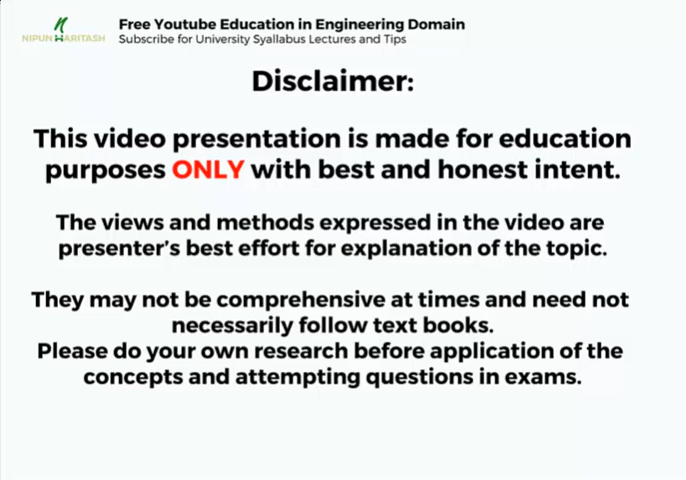 NIPUN HARITASH
Free Youtube Education in Engineering Domain
Subscribe for University Syallabus Lectures and Tips
Disclaimer:
This video presentation is made for education
purposes ONLY with best and honest intent.
The views and methods expressed in the video are
presenter's best effort for explanation of the topic.
They may not be comprehensive at times and need not
necessarily follow text books.
Please do your own research before application of the
concepts and attempting questions in exams.